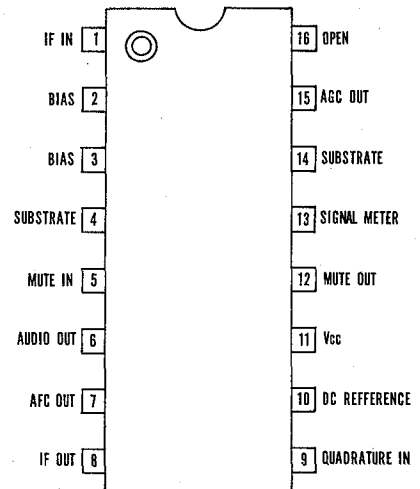 IF IN 1
BIAS 2
BIAS 3
SUBSTRATE 4
MUTE IN 5
AUDIO OUT 6
AFC OUT 7
IF OUT 8
16 OPEN
15 AGC OUT
14 SUBSTRATE
13 SIGNAL METER
12 MUTE OUT
11 Vcc
10 DC REFFERENCE
9 QUADRATURE IN